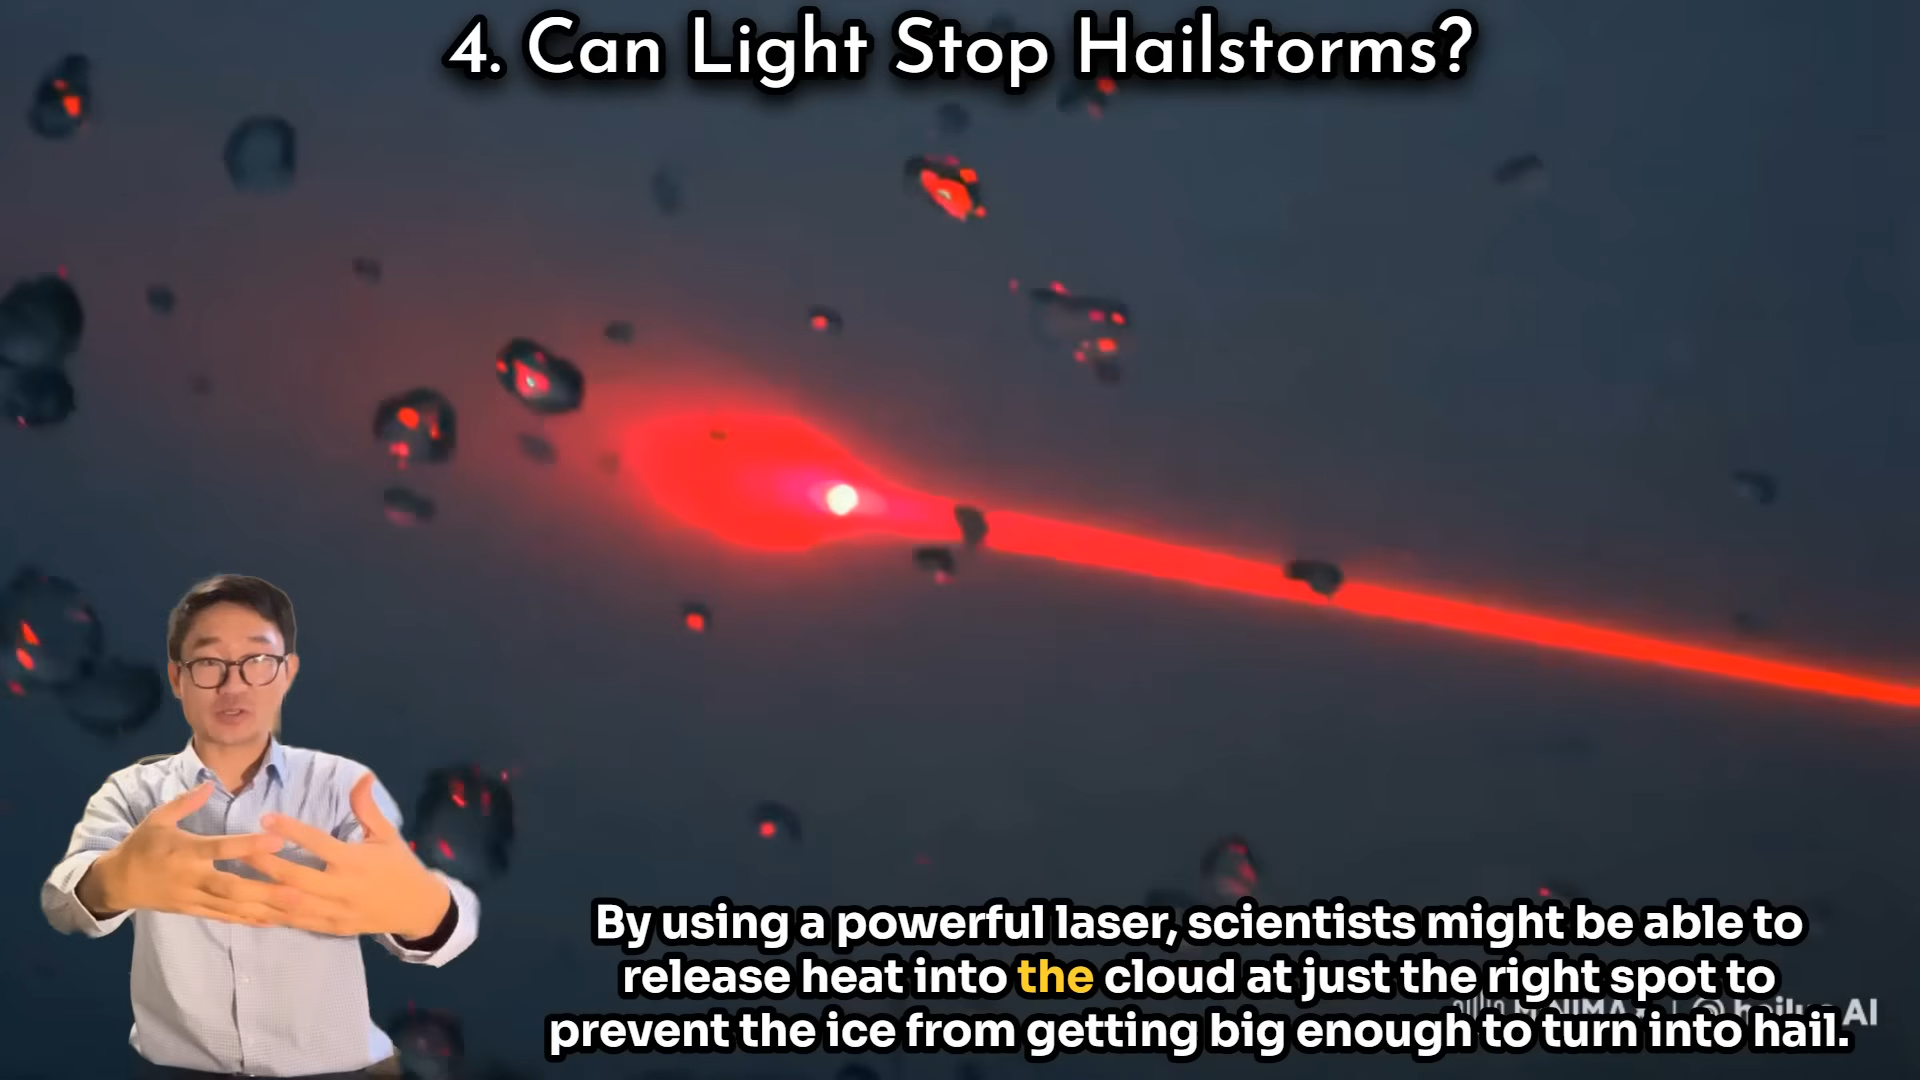 4. Can Light Stop Hailstorms?
By using a powerful laser, scientists might be able to
release heat into the cloud at just the right spot to
prevent the ice from getting big enough to turn into hail.
AI